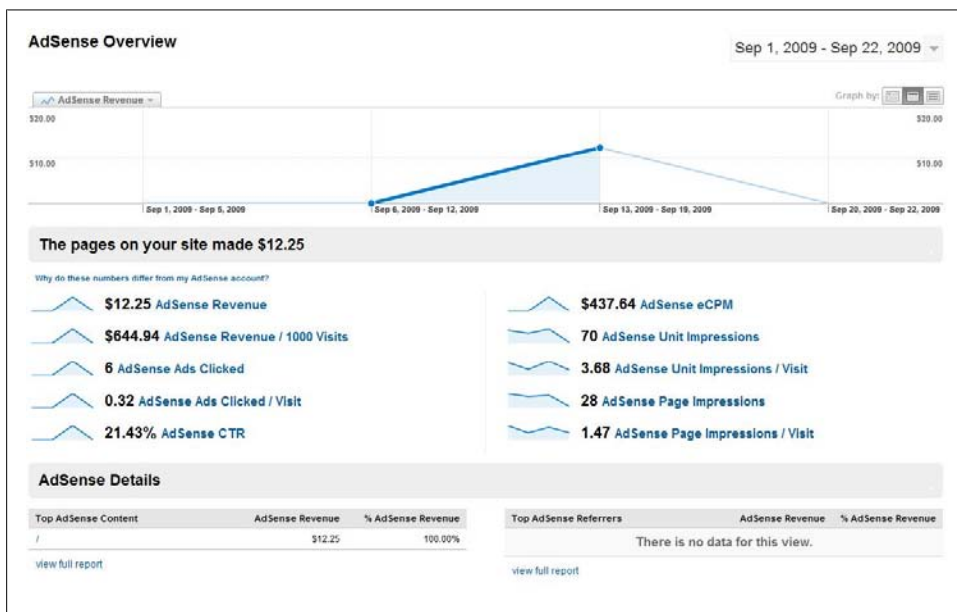 AdSense Overview
Sep 1, 2009 - Sep 22, 2009
AdSense Revenue
Graph by:
$20.00 $20.00
$10.00 $10.00
Sep 1, 2009 - Sep 5, 2009 Sep 6, 2009 - Sep 12, 2009 Sep 13, 2009 - Sep 19, 2009 Sep 20, 2009 - Sep 22, 2009
The pages on your site made $12.25
Why do these numbers differ from my AdSense account?
$12.25 AdSense Revenue
$644.94 AdSense Revenue / 1000 Visits
6 AdSense Ads Clicked
0.32 AdSense Ads Clicked / Visit
21.43% AdSense CTR
$437.64 AdSense eCPM
70 AdSense Unit Impressions
3.68 AdSense Unit Impressions / Visit
28 AdSense Page Impressions
1.47 AdSense Page Impressions / Visit
AdSense Details
Top AdSense Content AdSense Revenue % AdSense Revenue
/ $12.25 100.00%
view full report
Top AdSense Referrers AdSense Revenue % AdSense Revenue
There is no data for this view.
view full report